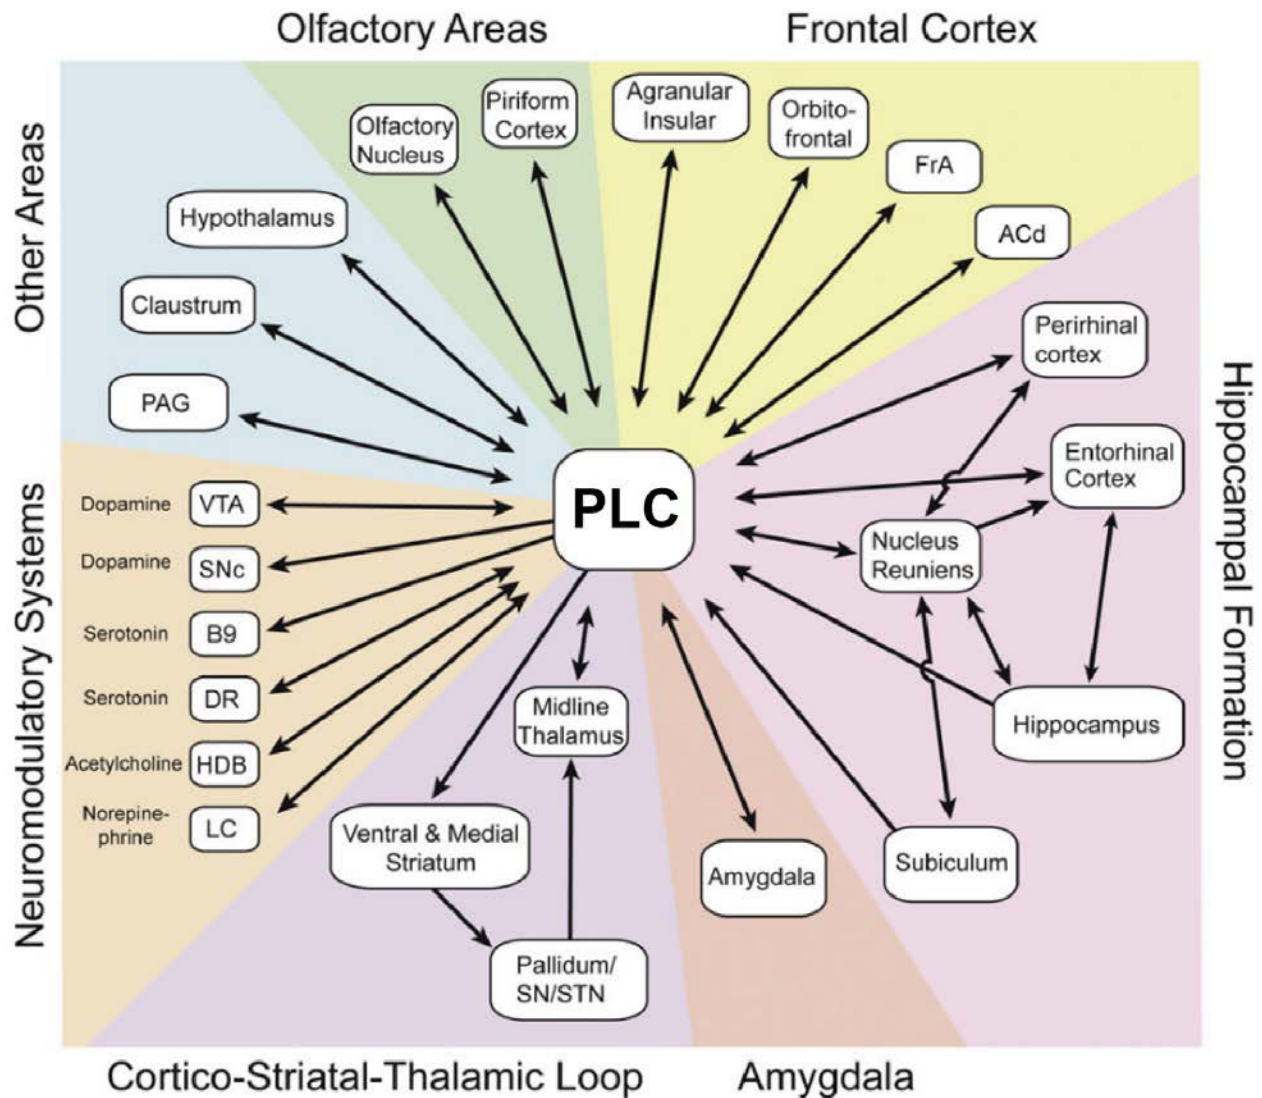 Olfactory Areas
Frontal Cortex
Other Areas
Olfactory
Nucleus
Piriform
Cortex
Agranular
Insular
Orbito-
frontal
FrA
ACd
Hypothalamus
Claustrum
PAG
Perirhinal
cortex
Entorhinal
Cortex
Nucleus
Reuniens
Hippocampus
Subiculum
Hippocampal Formation
PLC
Neuromodulatory Systems
Dopamine
VTA
Dopamine
SNc
Serotonin
B9
Serotonin
DR
Acetylcholine
HDB
Norepine-
phrine
LC
Midline
Thalamus
Ventral & Medial
Striatum
Pallidum/
SN/STN
Amygdala
Cortico-Striatal-Thalamic Loop
Amygdala